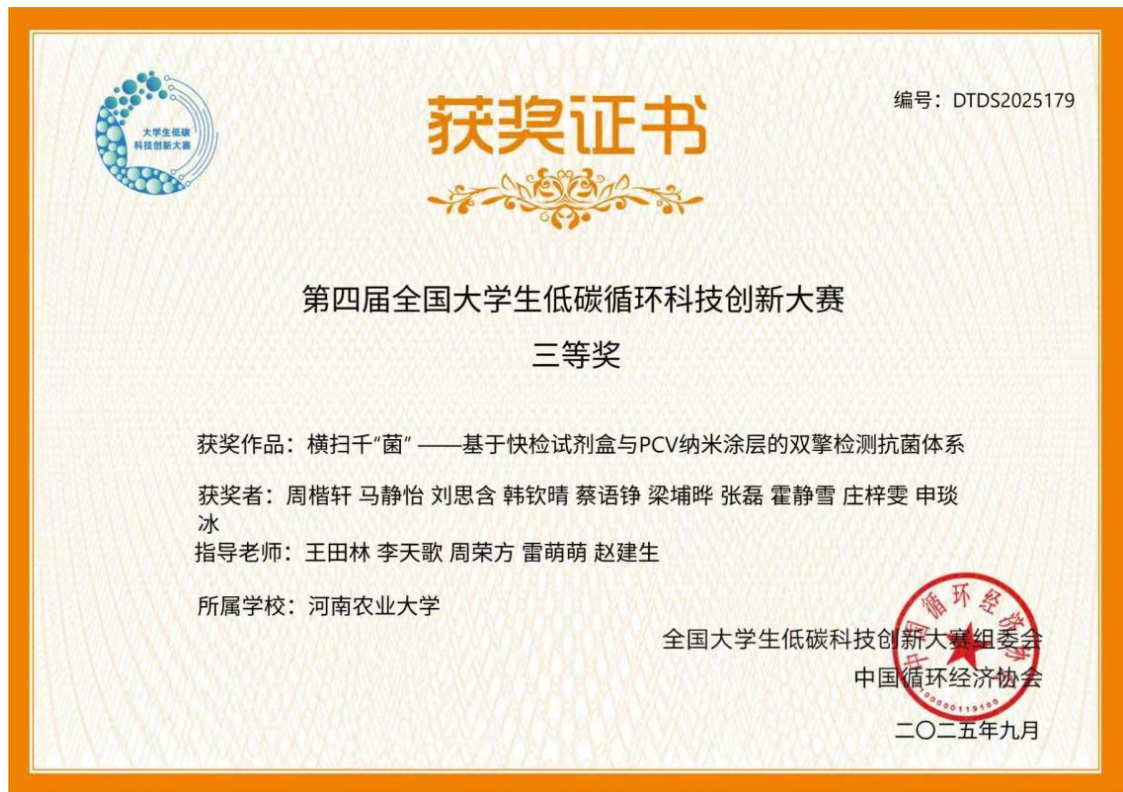 大学生低碳
科技创新大赛
获奖证书
编号：DTDS2025179
第四届全国大学生低碳循环科技创新大赛
三等奖
获奖作品：横扫千“菌” ——基于快检试剂盒与PCV纳米涂层的双擎检测抗菌体系
获奖者：周楷轩 马静怡 刘思含 韩钦晴 蔡语铮 梁埔晔 张磊 霍静雪 庄梓雯 申琰
冰
指导老师：王田林 李天歌 周荣方 雷萌萌 赵建生
所属学校：河南农业大学
全国大学生低碳科技创新大赛组委会
中国循环经济协会
二〇二五年九月
中国循环经济协会